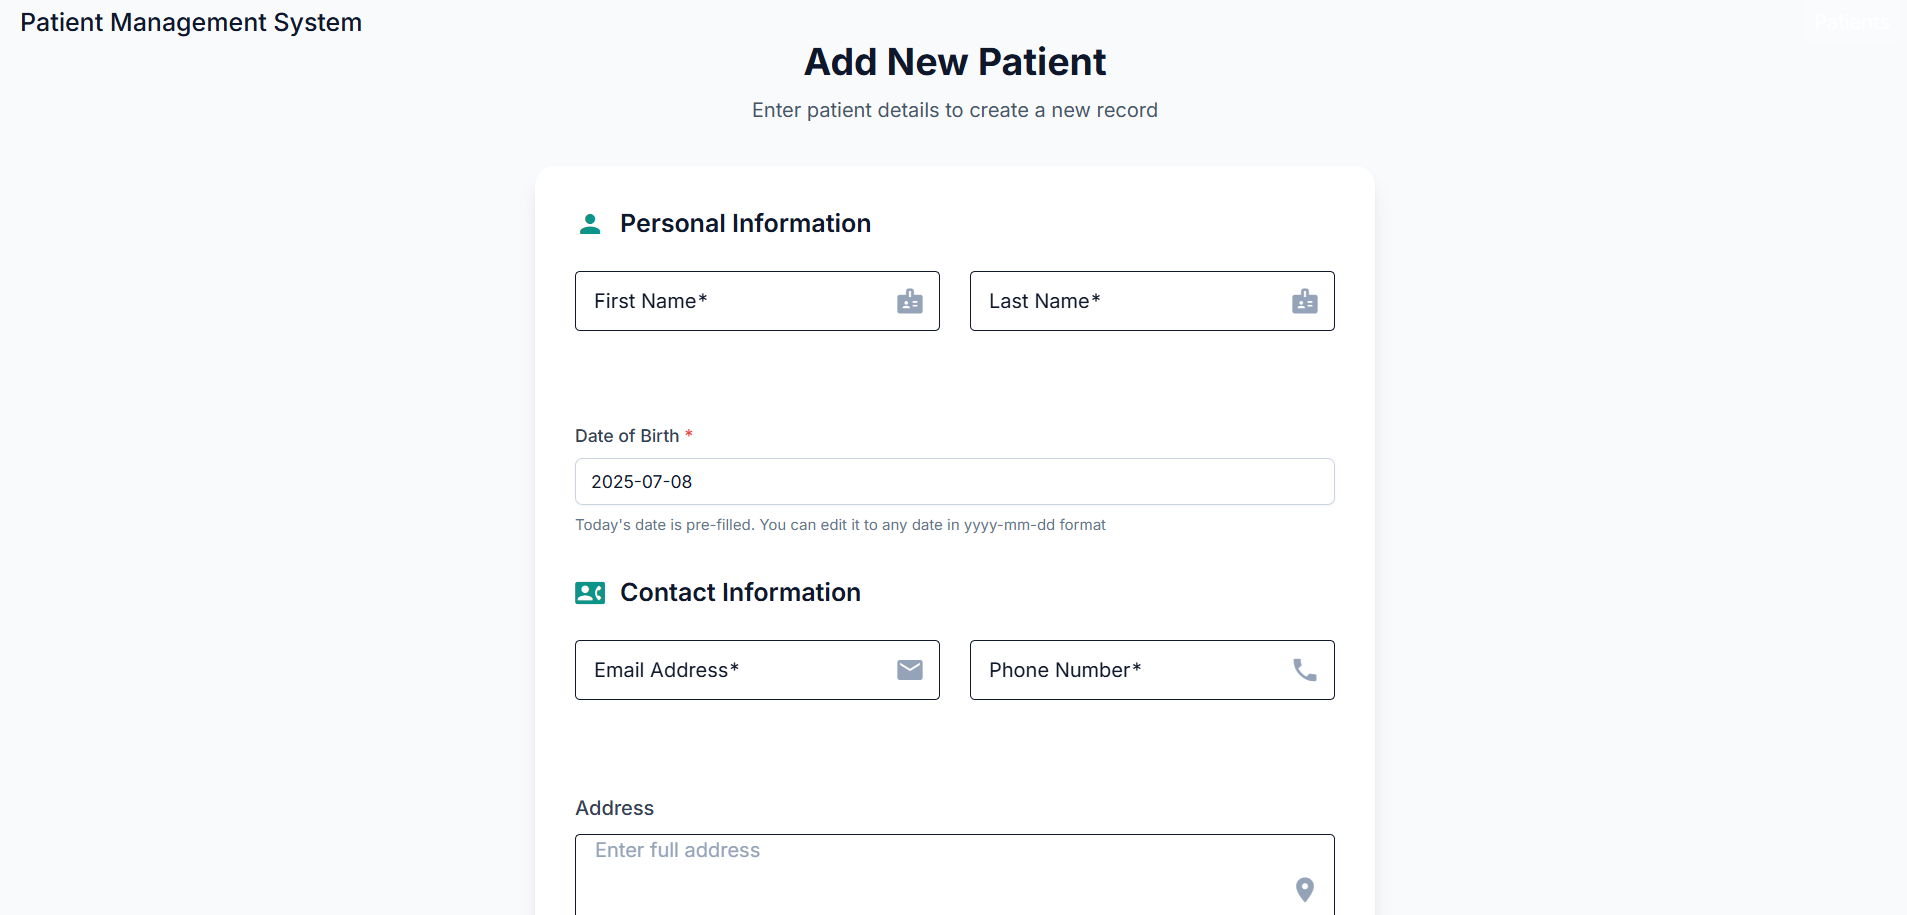 Patient Management System
Patients
Add New Patient
Enter patient details to create a new record
Personal Information
First Name*
Last Name*
Date of Birth *
2025-07-08
Today's date is pre-filled. You can edit it to any date in yyyy-mm-dd format
Contact Information
Email Address*
Phone Number*
Address
Enter full address